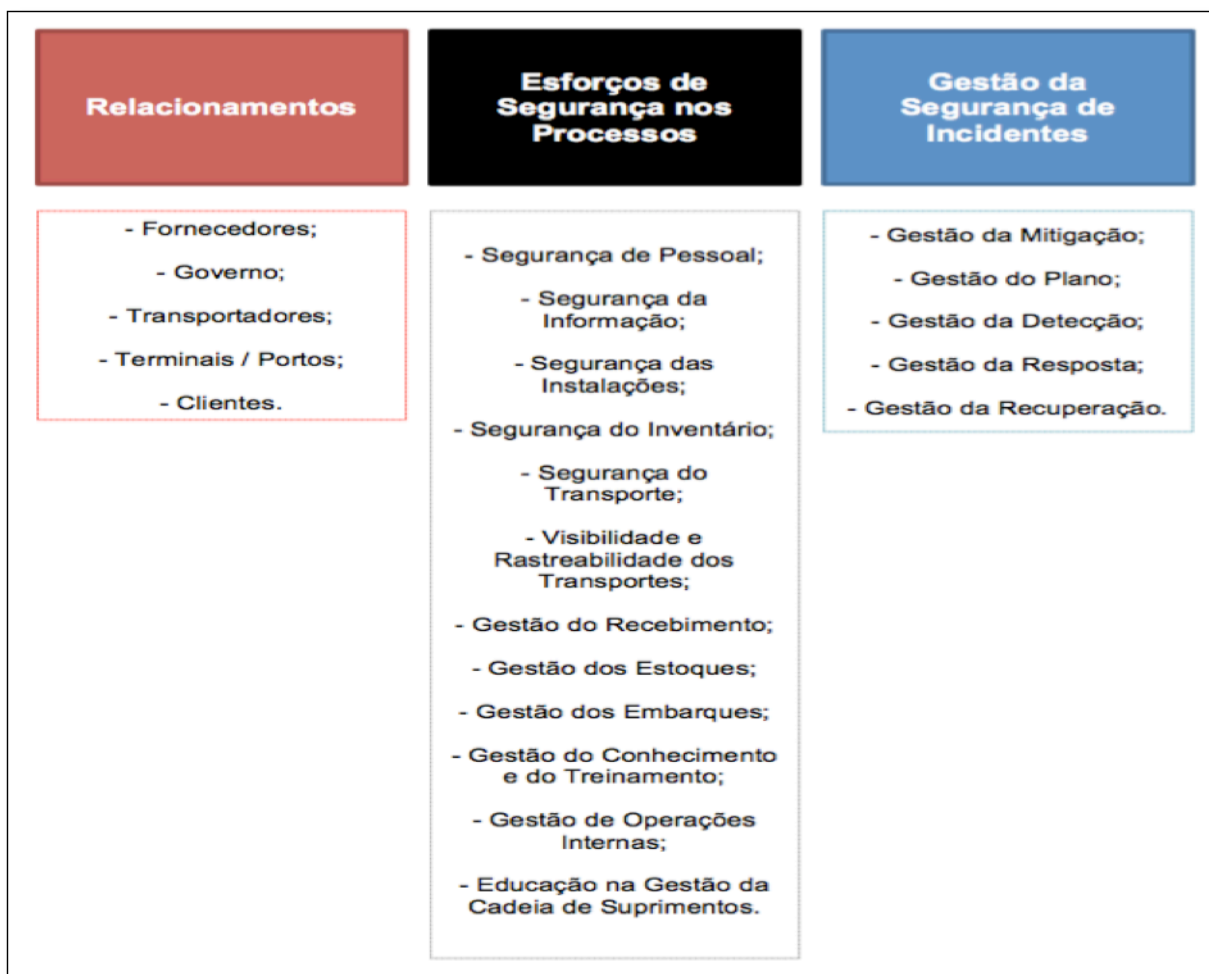 Relacionamentos
- Fornecedores;
- Governo;
- Transportadores;
- Terminais / Portos;
- Clientes.
Esforços de
Segurança nos
Processos
- Segurança de Pessoal;
- Segurança da
Informação;
- Segurança das
Instalações;
- Segurança do Inventário;
- Segurança do
Transporte;
- Visibilidade e
Rastreabilidade dos
Transportes;
- Gestão do Recebimento;
- Gestão dos Estoques;
- Gestão dos Embarques;
- Gestão do Conhecimento
e do Treinamento;
- Gestão de Operações
Internas;
- Educação na Gestão da
Cadeia de Suprimentos.
Gestão da
Segurança de
Incidentes
- Gestão da Mitigação;
- Gestão do Plano;
- Gestão da Detecção;
- Gestão da Resposta;
- Gestão da Recuperação.